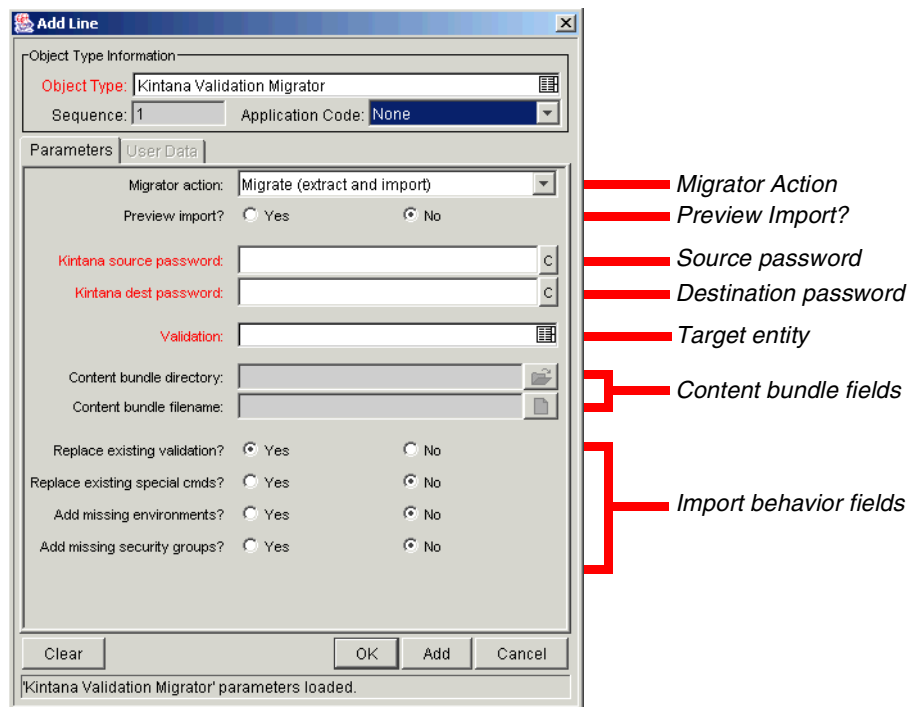 Add Line
Object Type Information
Object Type: Kintana Validation Migrator
Sequence: 1 Application Code: None
Parameters User Data
Migrator action: Migrate (extract and import) Migrator Action
Preview import? Yes No Preview Import?
Kintana source password: C Source password
Kintana dest password: C Destination password
Validation: Target entity
Content bundle directory:
Content bundle fields
Content bundle filename:
Replace existing validation? Yes No
Replace existing special cmds? Yes No
Import behavior fields
Add missing environments? Yes No
Add missing security groups? Yes No
Clear OK Add Cancel
'Kintana Validation Migrator' parameters loaded.